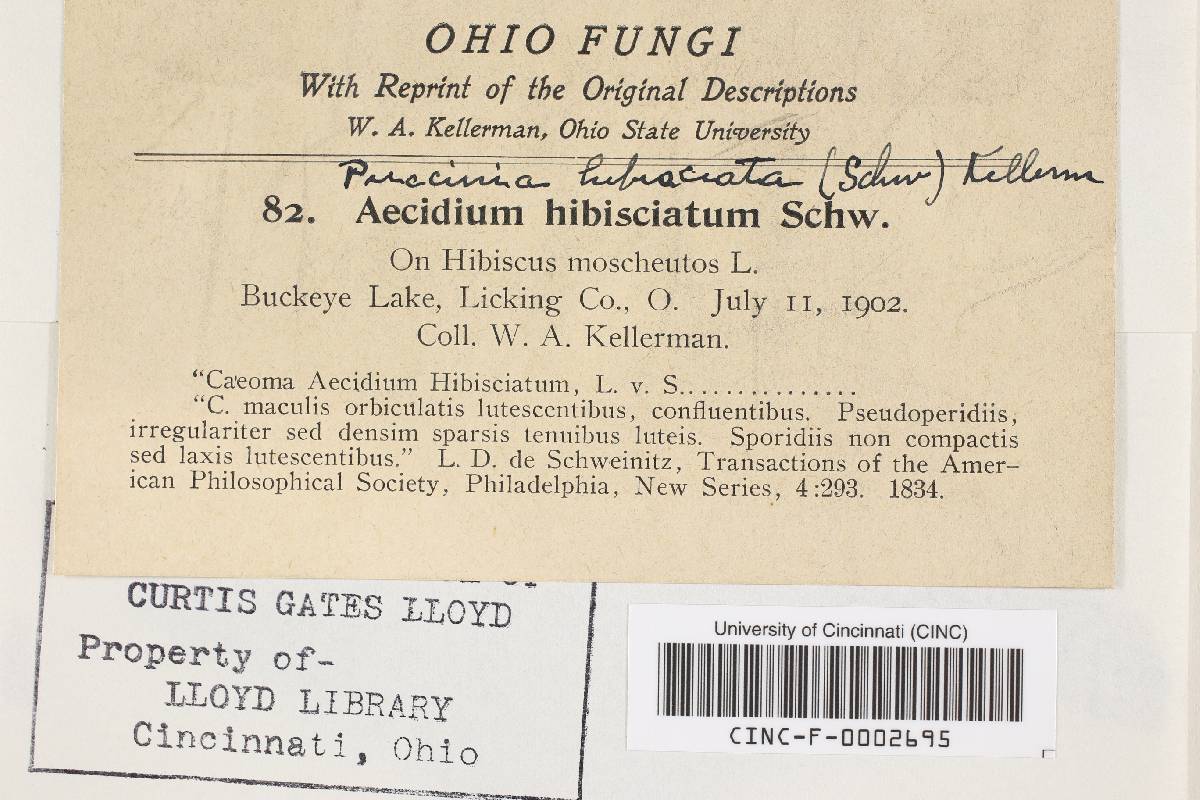 OHIO FUNGI
With Reprint of the Original Descriptions
W. A. Kellerman, Ohio State University
Puccinia (Schw) Kellerm
82. Aecidium hibisciatum Schw.
On Hibiscus moscheutos L.
Buckeye Lake, Licking Co., O. July 11, 1902.
Coll. W. A. Kellerman.
"Caeoma Aecidium Hibisciatum, L. v. S...............
"C. maculis orbiculatis lutescentibus, confluentibus. Pseudoperidiis,
irregulariter sed densim sparsis tenuibus luteis. Sporidiis non compactis
sed laxis lutescentibus." L. D. de Schweinitz, Transactions of the Amer-
ican Philosophical Society, Philadelphia, New Series, 4:293. 1834.
CURTIS GATES LLOYD
Property of-
LLOYD LIBRARY
Cincinnati, Ohio
University of Cincinnati (CINC)
CINC-F-0002695